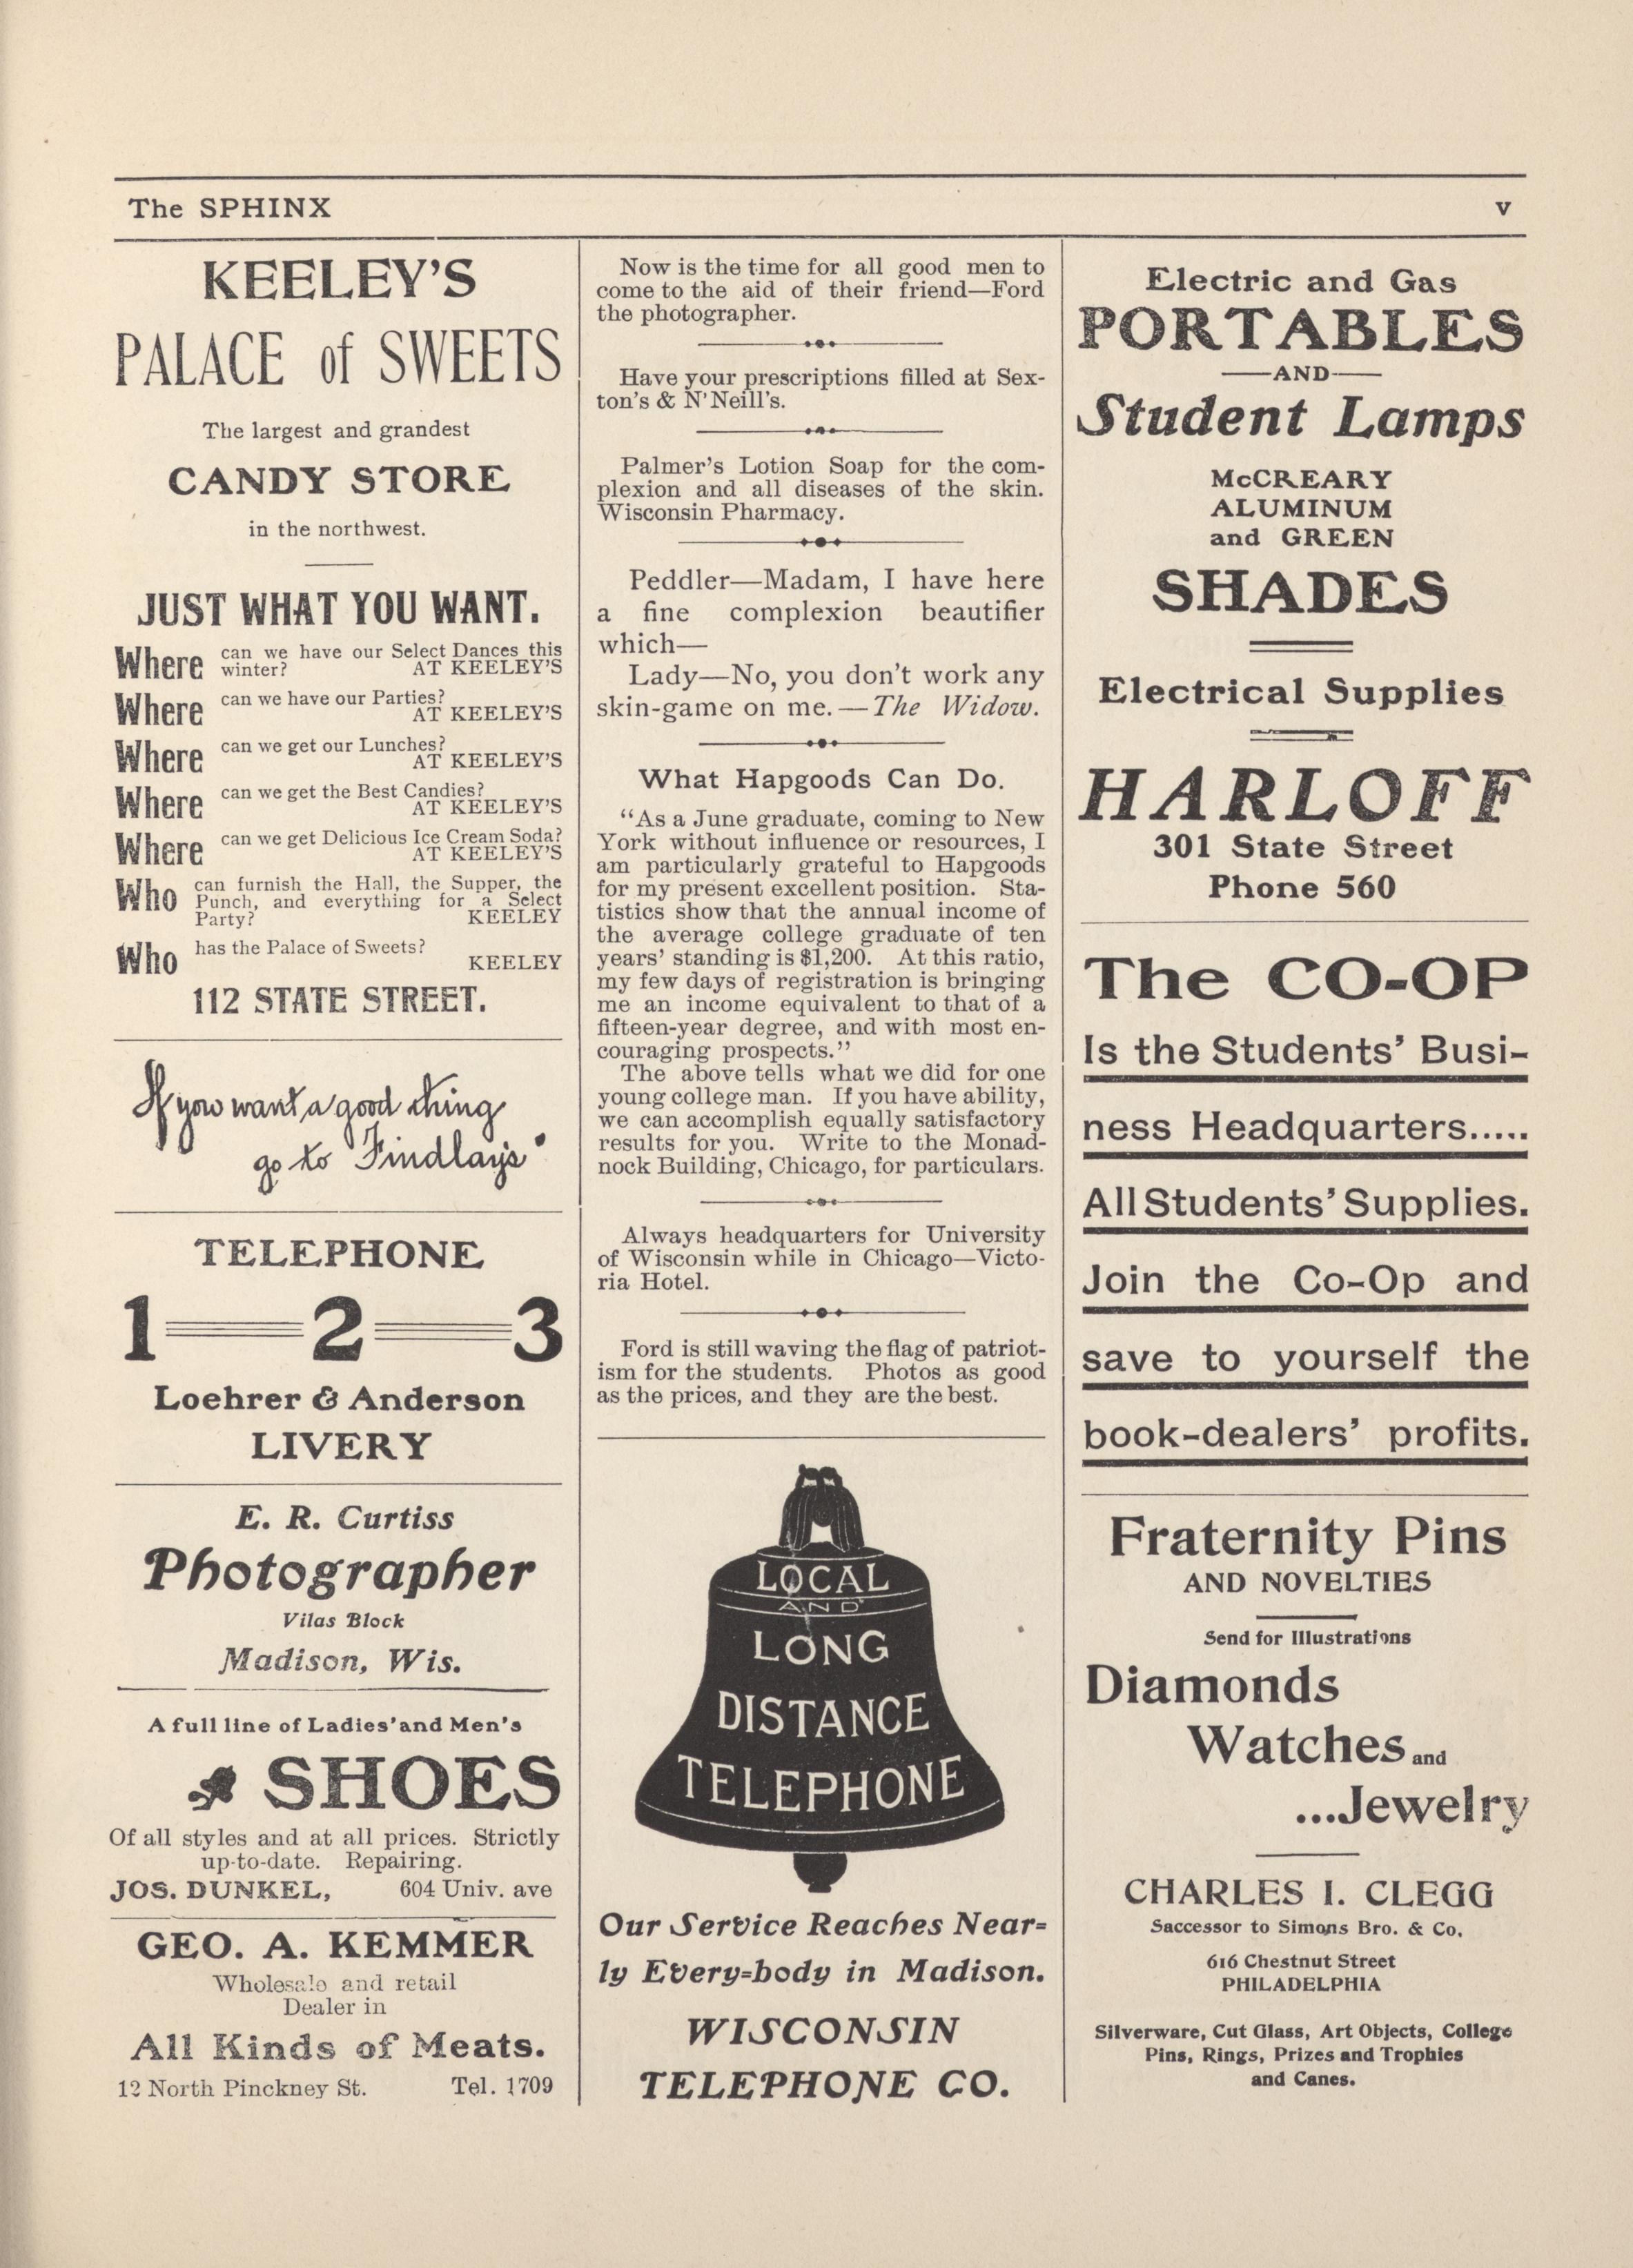 The SPHINX
v
KEELEY'S
PALACE of SWEETS
The largest and grandest
CANDY STORE
in the northwest.
JUST WHAT YOU WANT.
Where can we have our Select Dances this
winter? AT KEELEY'S
Where can we have our Parties?
AT KEELEY'S
Where can we get our Lunches?
AT KEELEY'S
Where can we get the Best Candies?
AT KEELEY'S
Where can we get Delicious Ice Cream Soda?
AT KEELEY'S
Who can furnish the Hall, the Supper, the
Punch, and everything for a Select
Party? KEELEY
Who has the Palace of Sweets?
KEELEY
112 STATE STREET.
If you want a good thing
go to "Findlay's"
TELEPHONE
1 2 3
Loehrer & Anderson
LIVERY
E. R. Curtiss
Photographer
Vilas Block
Madison, Wis.
A full line of Ladies' and Men's
SHOES
Of all styles and at all prices. Strictly
up-to-date. Repairing.
JOS. DUNKEL, 604 Univ. ave
GEO. A. KEMMER
Wholesale and retail
Dealer in
All Kinds of Meats.
12 North Pinckney St. Tel. 1709
Now is the time for all good men to
come to the aid of their friend—Ford
the photographer.
Have your prescriptions filled at Sex-
ton's & N'Neill's.
Palmer's Lotion Soap for the com-
plexion and all diseases of the skin.
Wisconsin Pharmacy.
Peddler—Madam, I have here
a fine complexion beautifier
which—
Lady—No, you don't work any
skin-game on me.—The Widow.
What Hapgoods Can Do.
"As a June graduate, coming to New
York without influence or resources, I
am particularly grateful to Hapgoods
for my present excellent position. Sta-
tistics show that the annual income of
the average college graduate of ten
years' standing is $1,200. At this ratio,
my few days of registration is bringing
me an income equivalent to that of a
fifteen-year degree, and with most en-
couraging prospects."
The above tells what we did for one
young college man. If you have ability,
we can accomplish equally satisfactory
results for you. Write to the Monad-
nock Building, Chicago, for particulars.
Always headquarters for University
of Wisconsin while in Chicago—Victo-
ria Hotel.
Ford is still waving the flag of patriot-
ism for the students. Photos as good
as the prices, and they are the best.
LOCAL
AND
LONG
DISTANCE
TELEPHONE
Our Service Reaches Near-
ly Every-body in Madison.
WISCONSIN
TELEPHONE CO.
Electric and Gas
PORTABLES
AND
Student Lamps
McCREARY
ALUMINUM
and GREEN
SHADES
Electrical Supplies
HARLOFF
301 State Street
Phone 560
The CO-OP
Is the Students' Busi-
ness Headquarters.....
All Students' Supplies.
Join the Co-Op and
save to yourself the
book-dealers' profits.
Fraternity Pins
AND NOVELTIES
Send for Illustrations
Diamonds
Watches and
...Jewelry
CHARLES I. CLEGG
Saccessor to Simons Bro. & Co.
616 Chestnut Street
PHILADELPHIA
Silverware, Cut Glass, Art Objects, College
Pins, Rings, Prizes and Trophies
and Canes.